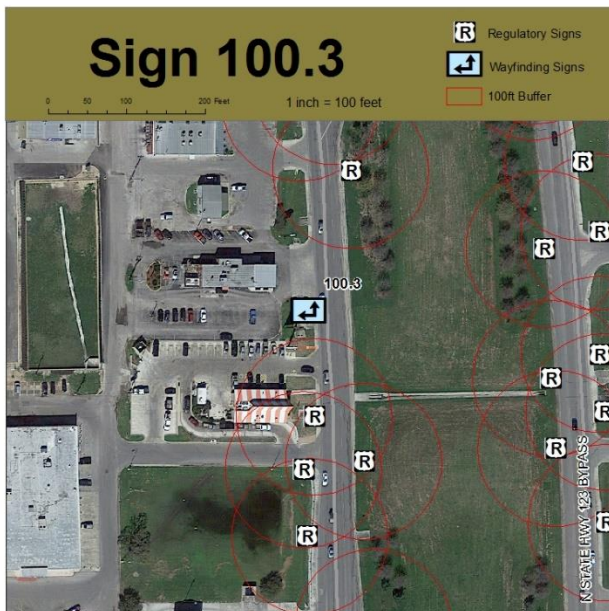 Sign 100.3
R Regulatory Signs
Wayfinding Signs
100ft Buffer
0 50 100 200 Feet
1 inch = 100 feet
R
R
R
R
100.3
R
R
R
R
R
R
R
R
R
R
N STATE HWY 123 BYPASS